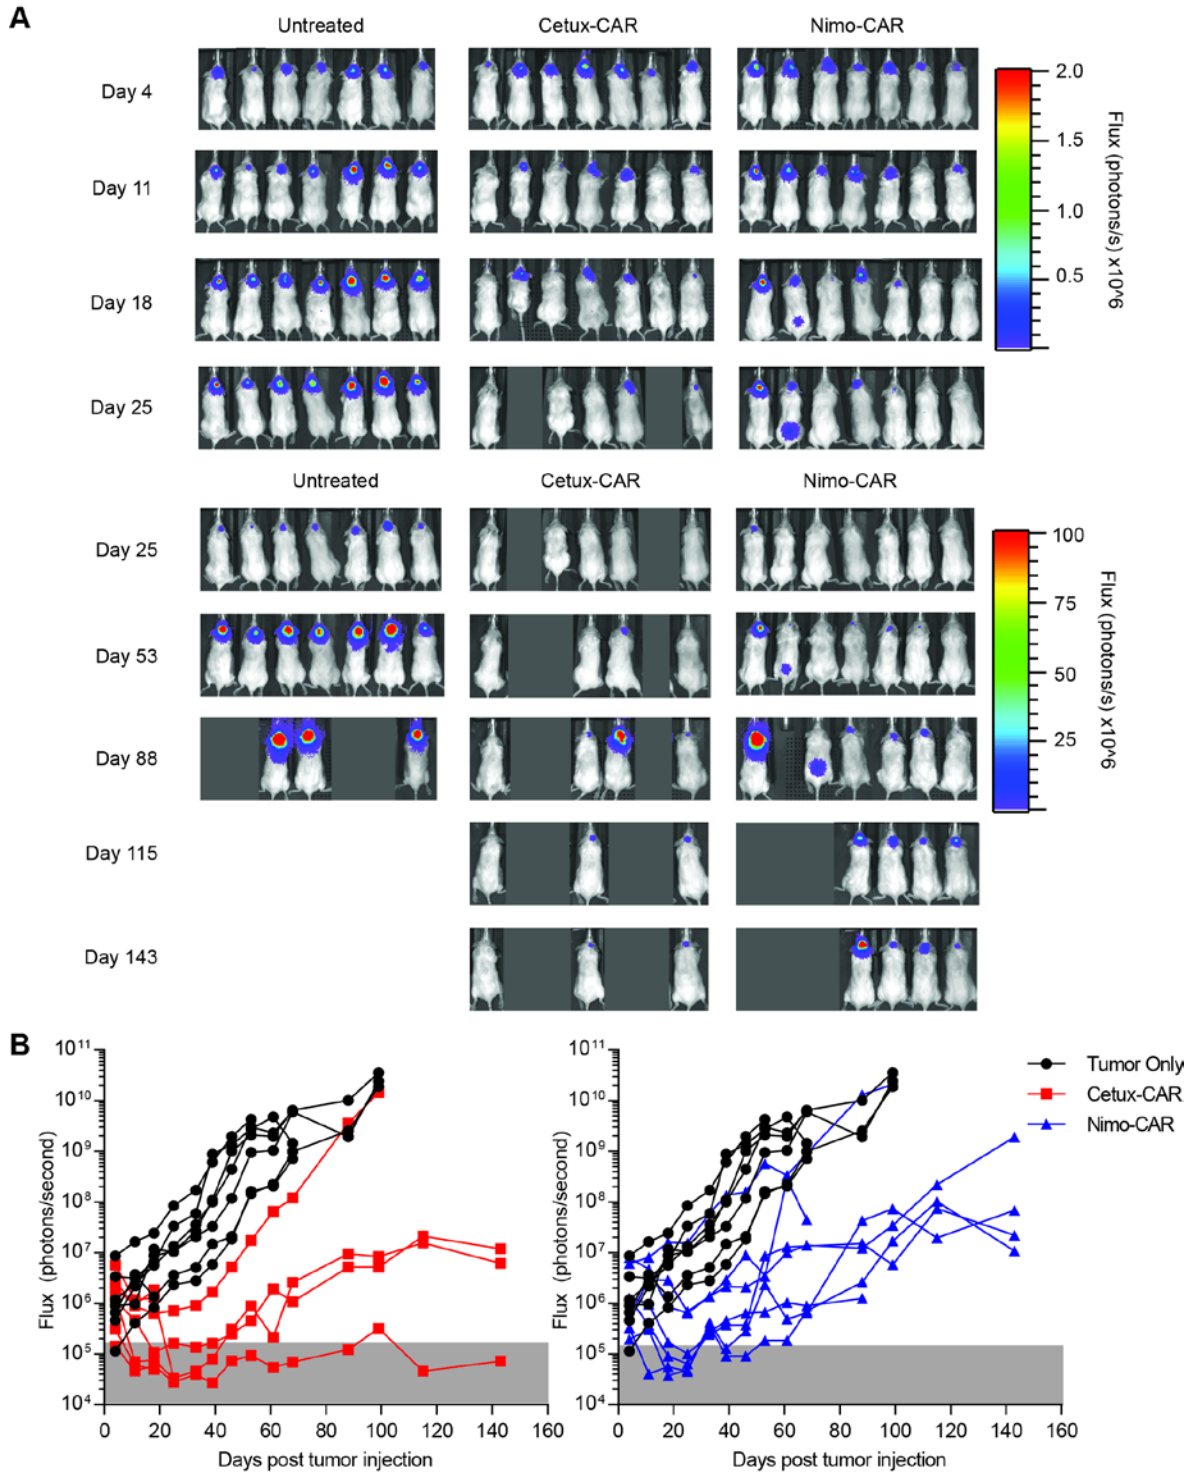 A
Untreated Cetux-CAR Nimo-CAR
Day 4
Day 11
Day 18
Day 25
2.0
1.5
1.0
0.5
Flux (photons/s) x10^6
Untreated Cetux-CAR Nimo-CAR
Day 25
Day 53
Day 88
Day 115
Day 143
100
75
50
25
Flux (photons/s) x10^6
B
10¹¹
10¹⁰
10⁹
10⁸
10⁷
10⁶
10⁵
10⁴
Flux (photons/second)
0 20 40 60 80 100 120 140 160
Days post tumor injection
10¹¹
10¹⁰
10⁹
10⁸
10⁷
10⁶
10⁵
10⁴
Flux (photons/second)
0 20 40 60 80 100 120 140 160
Days post tumor injection
Tumor Only
Cetux-CAR
Nimo-CAR